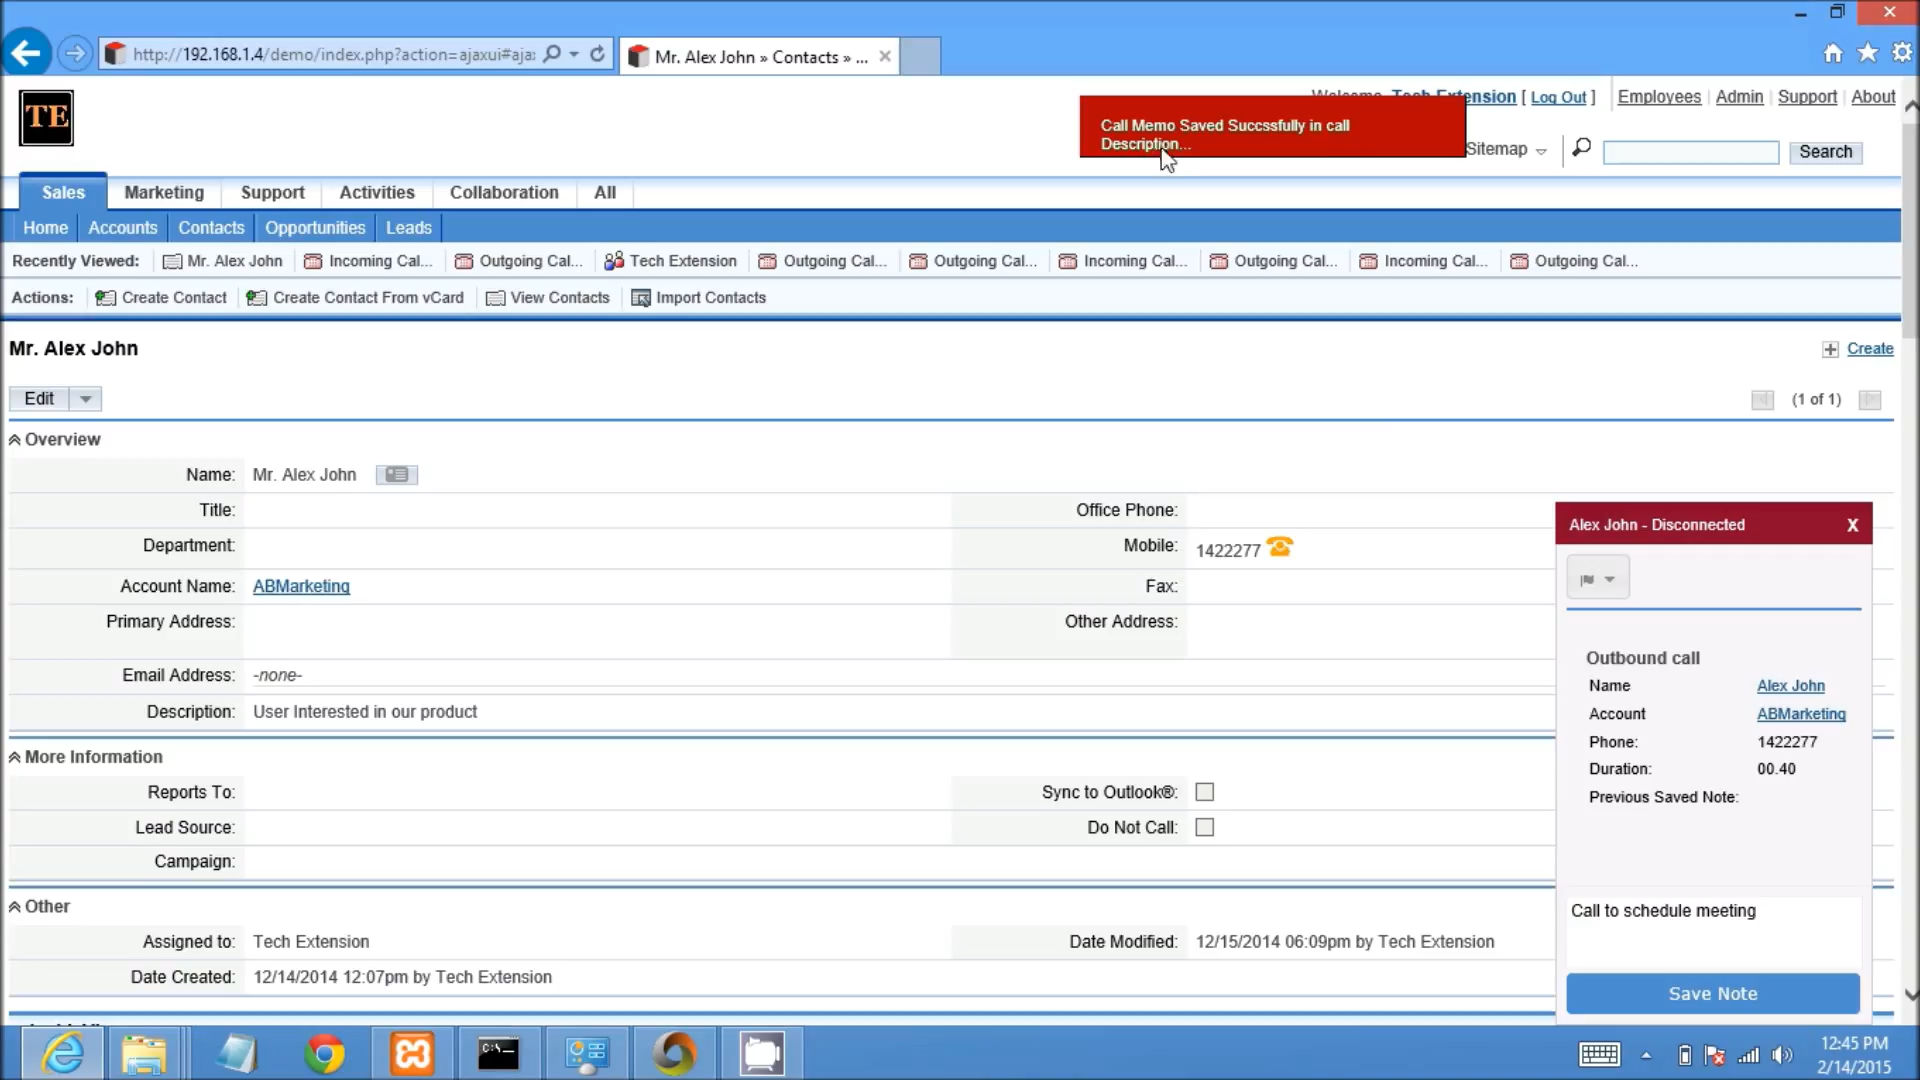 http://192.168.1.4/demo/index.php?action=ajaxui#aja:
Mr. Alex John » Contacts » ...
TE
Tech Extension [ Log Out ] Employees Admin Support About
Call Memo Saved Succssfully in call
Description...
Sitemap Search
Sales Marketing Support Activities Collaboration All
Home Accounts Contacts Opportunities Leads
Recently Viewed: Mr. Alex John Incoming Cal... Outgoing Cal... Tech Extension Outgoing Cal... Outgoing Cal... Incoming Cal... Outgoing Cal... Incoming Cal... Outgoing Cal...
Actions: Create Contact Create Contact From vCard View Contacts Import Contacts
Mr. Alex John
Create
Edit (1 of 1)
Overview
Name: Mr. Alex John
Title: Office Phone:
Department: Mobile: 1422277
Account Name: ABMarketing Fax:
Primary Address: Other Address:
Email Address: -none-
Description: User Interested in our product
More Information
Reports To: Sync to Outlook®:
Lead Source: Do Not Call:
Campaign:
Other
Assigned to: Tech Extension Date Modified: 12/15/2014 06:09pm by Tech Extension
Date Created: 12/14/2014 12:07pm by Tech Extension
Alex John - Disconnected X
Outbound call
Name Alex John
Account ABMarketing
Phone: 1422277
Duration: 00.40
Previous Saved Note:
Call to schedule meeting
Save Note
C:\
12:45 PM
2/14/2015